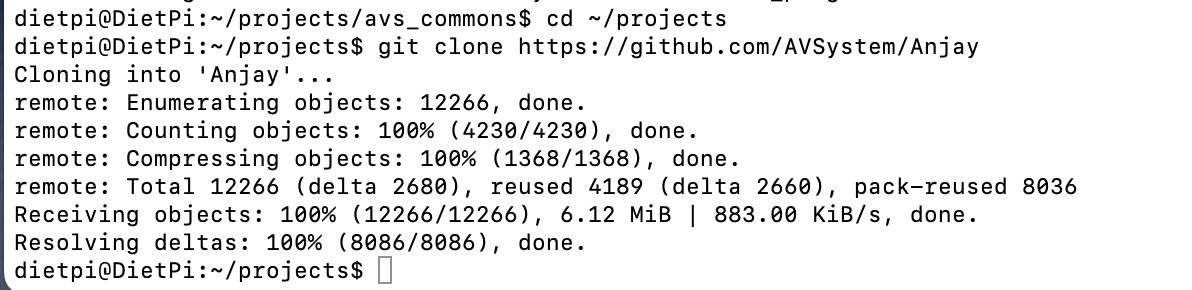 dietpi@DietPi:~/projects/avs_commons$ cd ~/projects
dietpi@DietPi:~/projects$ git clone https://github.com/AVSystem/Anjay
Cloning into 'Anjay'...
remote: Enumerating objects: 12266, done.
remote: Counting objects: 100% (4230/4230), done.
remote: Compressing objects: 100% (1368/1368), done.
remote: Total 12266 (delta 2680), reused 4189 (delta 2660), pack-reused 8036
Receiving objects: 100% (12266/12266), 6.12 MiB | 883.00 KiB/s, done.
Resolving deltas: 100% (8086/8086), done.
dietpi@DietPi:~/projects$